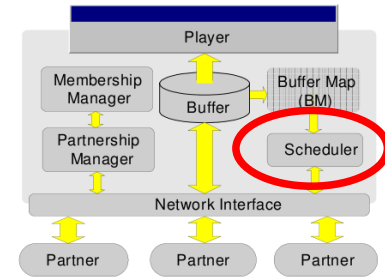 Player
Membership
Manager
Buffer
Buffer Map
(BM)
Partnership
Manager
Scheduler
Network Interface
Partner
Partner
Partner